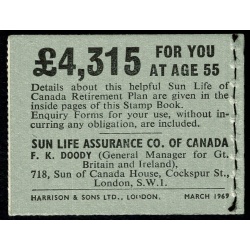 £4,315 FOR YOU
AT AGE 55
Details about this helpful Sun Life of
Canada Retirement Plan are given in the
inside pages of this Stamp Book.
Enquiry Forms for your use, without in-
curring any obligation, are included.
SUN LIFE ASSURANCE CO. OF CANADA
F. K. DOODY (General Manager for Gt.
Britain and Ireland),
718, Sun of Canada House, Cockspur St.,
London, S.W.1.
HARRISON & SONS LTD., LONDON. MARCH 1969